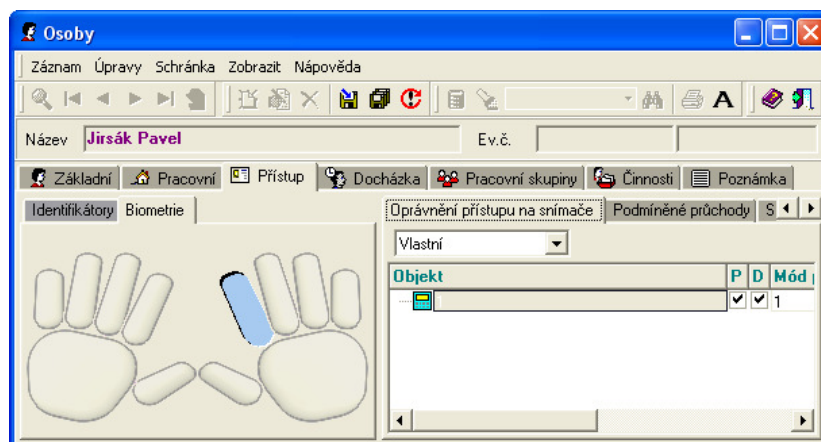 Osoby
Záznam Úpravy Schránka Zobrazit Nápověda
A
Název Jirsák Pavel Ev.č.
Základní Pracovní Přístup Docházka Pracovní skupiny Činnosti Poznámka
Identifikátory Biometrie Oprávnění přístupu na snímače Podmíněné průchody S
Vlastní
Objekt P D Mód
1